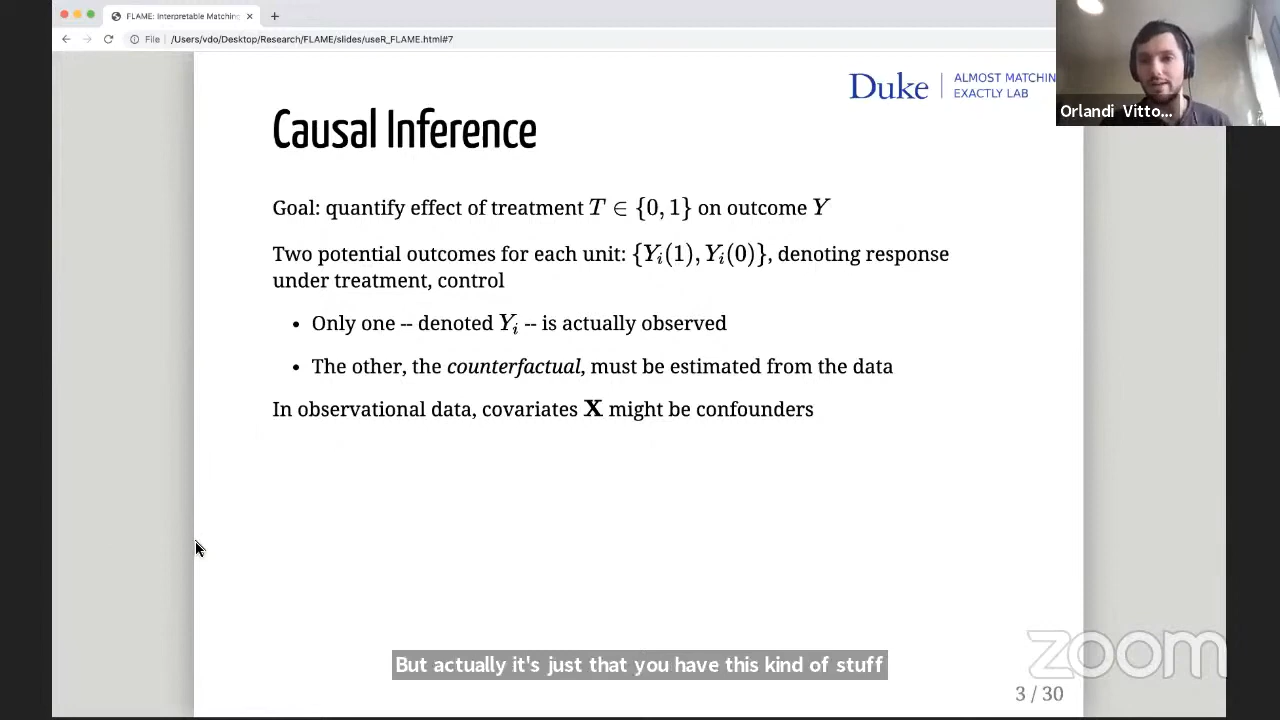 FLAME: Interpretable Matching
File | /Users/vdo/Desktop/Research/FLAME/slides/useR_FLAME.html#7
Duke | ALMOST MATCHIN
EXACTLY LAB
Orlandi Vitto...
Causal Inference
Goal: quantify effect of treatment T ∈ {0, 1} on outcome Y
Two potential outcomes for each unit: {Yᵢ(1), Yᵢ(0)}, denoting response
under treatment, control
• Only one -- denoted Yᵢ -- is actually observed
• The other, the counterfactual, must be estimated from the data
In observational data, covariates X might be confounders
But actually it's just that you have this kind of stuff
zoom
3 / 30